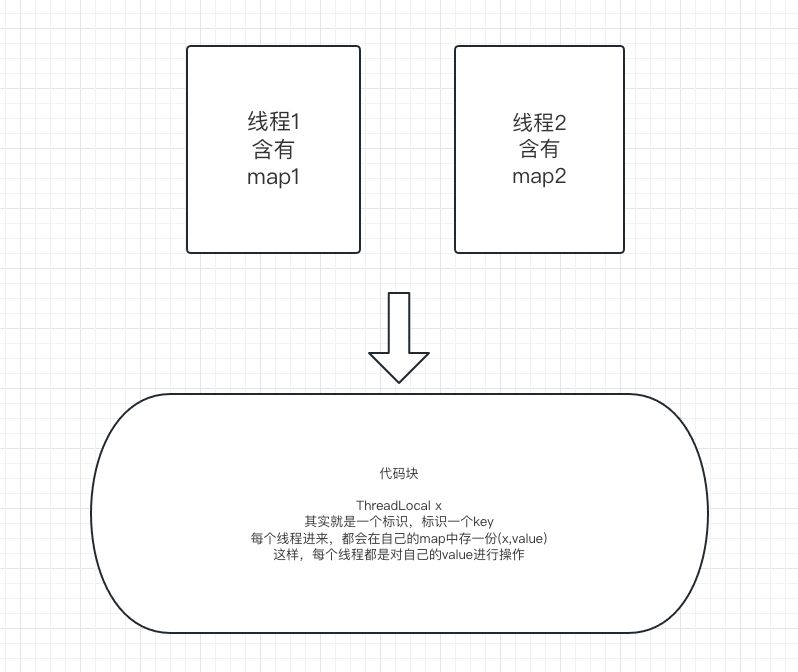 线程1
含有
map1
线程2
含有
map2
代码块
ThreadLocal x
其实就是一个标识，标识一个key
每个线程进来，都会在自己的map中存一份(x,value)
这样，每个线程都是对自己的value进行操作